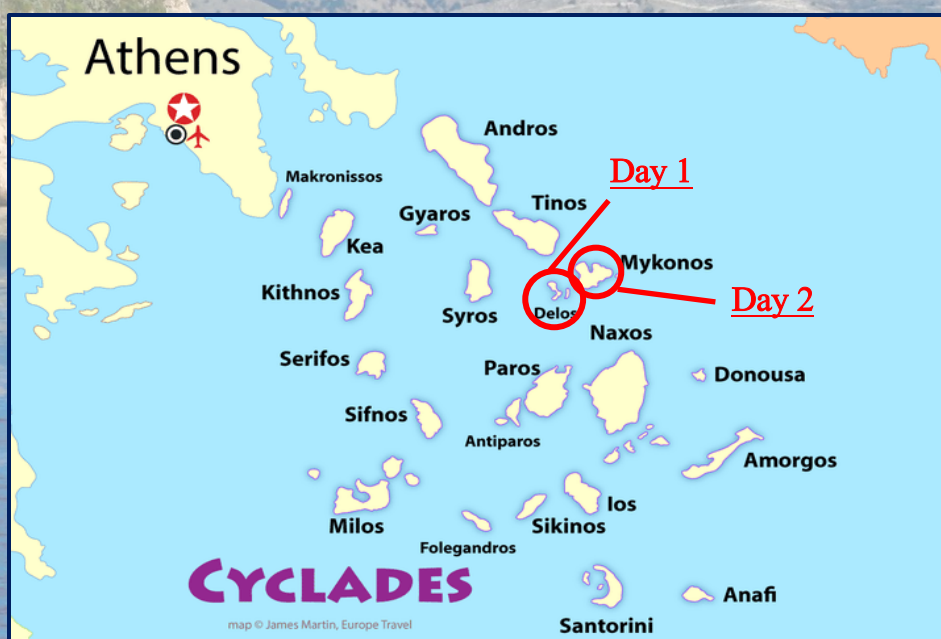 Athens
Andros
Day 1
Makronissos
Tinos
Gyaros
Kea
Mykonos
Kithnos
Syros
Delos
Day 2
Naxos
Serifos
Paros
Donousa
Sifnos
Antiparos
Amorgos
Ios
Milos
Sikinos
Folegandros
CYCLADES
Anafi
map © James Martin, Europe Travel
Santorini